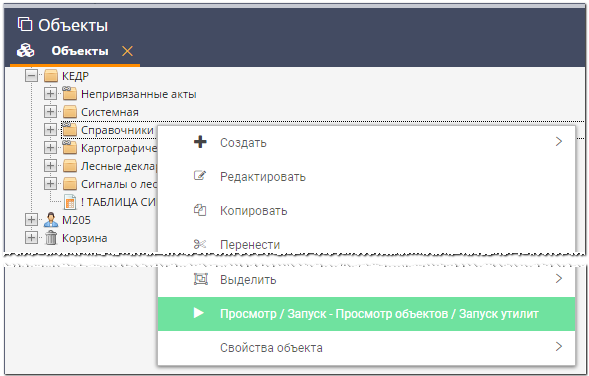 Объекты
Объекты
КЕДР
Непривязанные акты
Системная
Справочники
Создать
Картографиче
Редактировать
Лесные деклар
Сигналы о лес
Копировать
! ТАБЛИЦА СИ
М205
Корзина
Перенести
Выделить
Просмотр / Запуск - Просмотр объектов / Запуск утилит
Свойства объекта